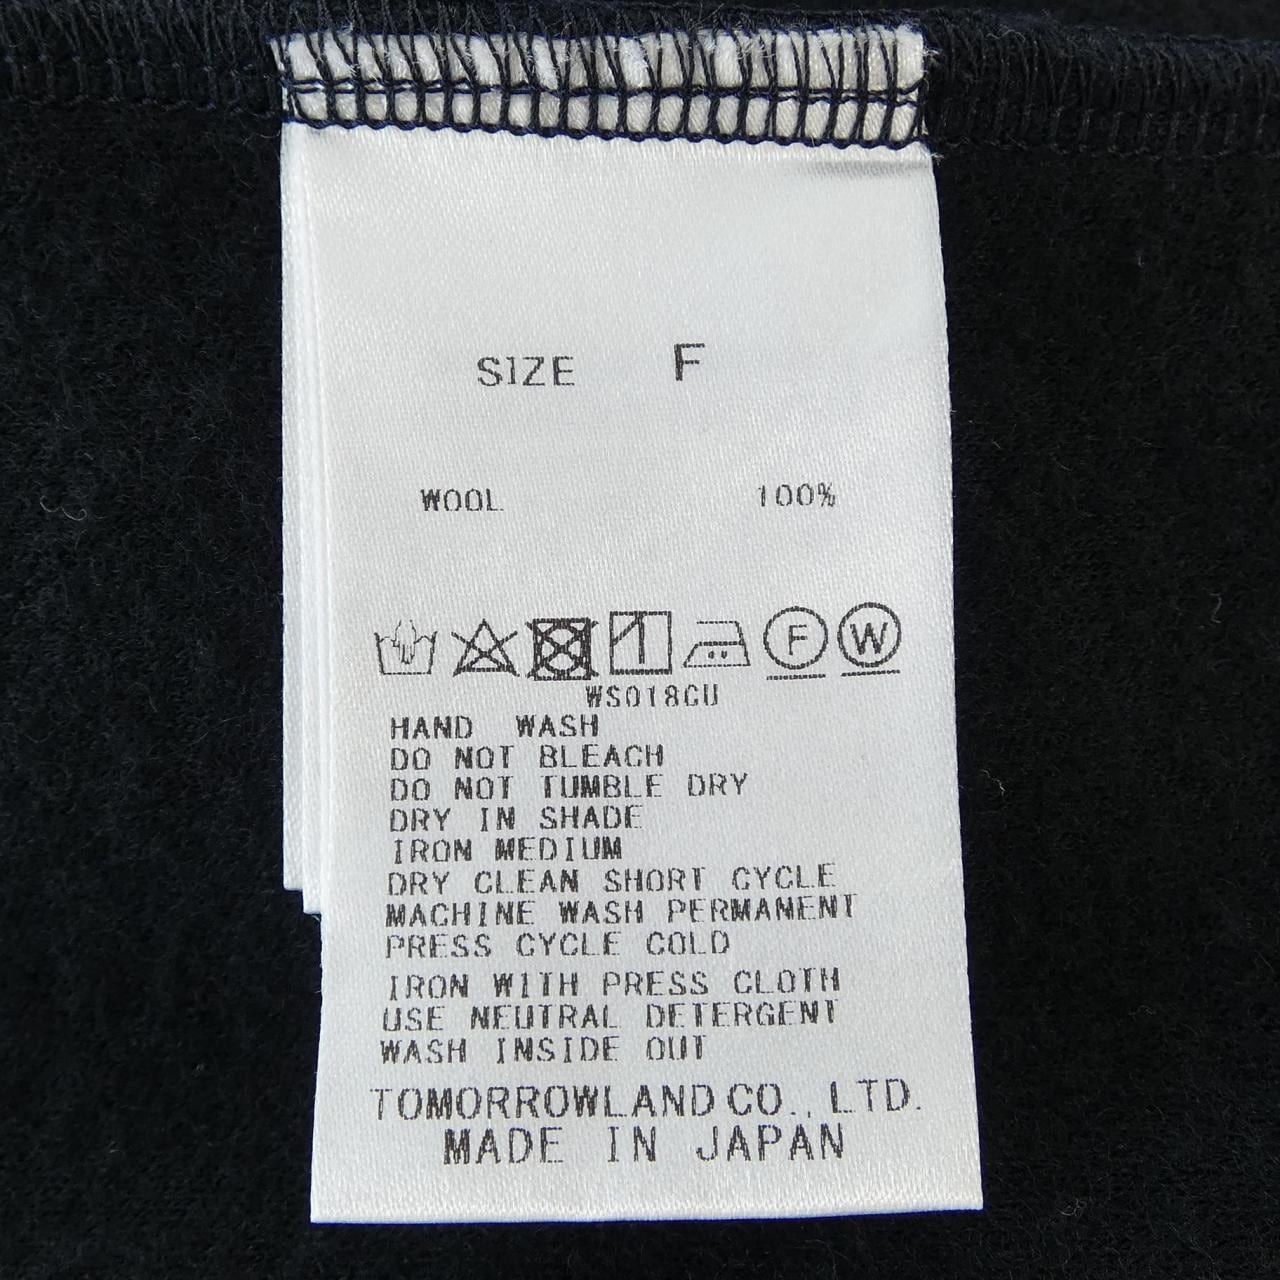 SIZE F
WOOL 100%
F W
WS018CU
HAND WASH
DO NOT BLEACH
DO NOT TUMBLE DRY
DRY IN SHADE
IRON MEDIUM
DRY CLEAN SHORT CYCLE
MACHINE WASH PERMANENT
PRESS CYCLE COLD
IRON WITH PRESS CLOTH
USE NEUTRAL DETERGENT
WASH INSIDE OUT
TOMORROWLAND CO., LTD.
MADE IN JAPAN